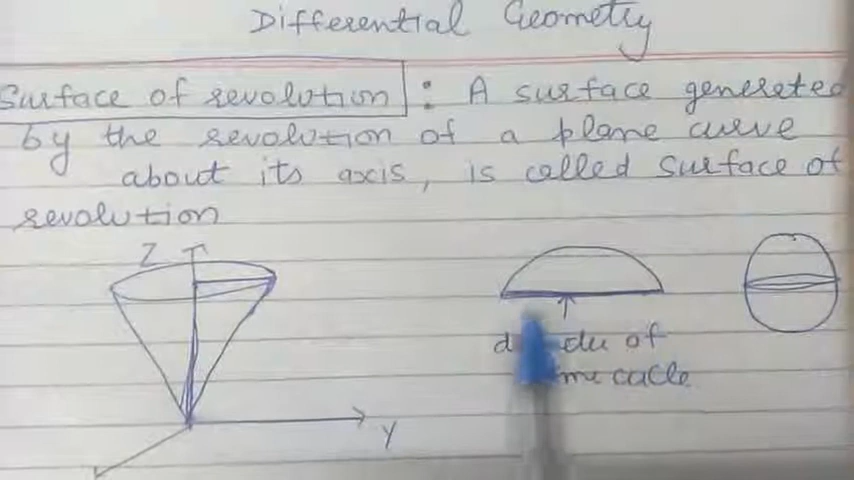 Differential Geometry
Surface of revolution : A surface generated
by the revolution of a plane curve
about its axis, is called surface of
revolution
Z
of
circle
Y